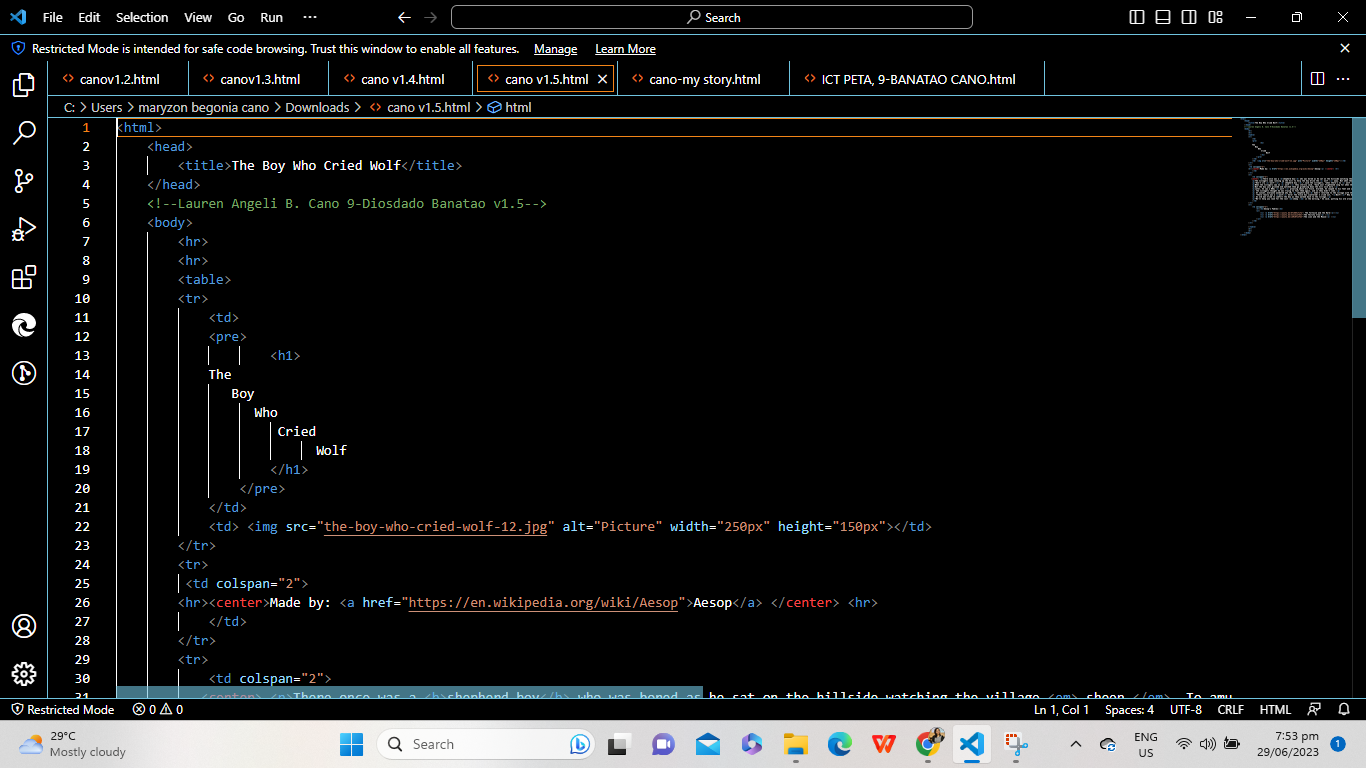 File Edit Selection View Go Run ··· Search
Restricted Mode is intended for safe code browsing. Trust this window to enable all features. Manage Learn More
canov1.2.html canov1.3.html cano v1.4.html cano v1.5.html cano-my story.html ICT PETA, 9-BANATAO CANO.html
C: > Users > maryzon begonia cano > Downloads > cano v1.5.html > html
1 <html>
2 <head>
3 <title>The Boy Who Cried Wolf</title>
4 </head>
5 <!--Lauren Angeli B. Cano 9-Diosdado Banatao v1.5-->
6 <body>
7 <hr>
8 <hr>
9 <table>
10 <tr>
11 <td>
12 <pre>
13 <h1>
14 The
15 Boy
16 Who
17 Cried
18 Wolf
19 </h1>
20 </pre>
21 </td>
22 <td> <img src="the-boy-who-cried-wolf-12.jpg" alt="Picture" width="250px" height="150px"></td>
23 </tr>
24 <tr>
25 <td colspan="2">
26 <hr><center>Made by: <a href="https://en.wikipedia.org/wiki/Aesop">Aesop</a> </center> <hr>
27 </td>
28 </tr>
29 <tr>
30 <td colspan="2">
31 <center> <p>There once was a <b>shepherd boy</b> who was bored as he sat on the hillside watching the village <em> sheep.</em> To amu
Restricted Mode 0 0 Ln 1, Col 1 Spaces: 4 UTF-8 CRLF HTML
29°C
Mostly cloudy
Search
ENG
US
7:53 pm
29/06/2023
1